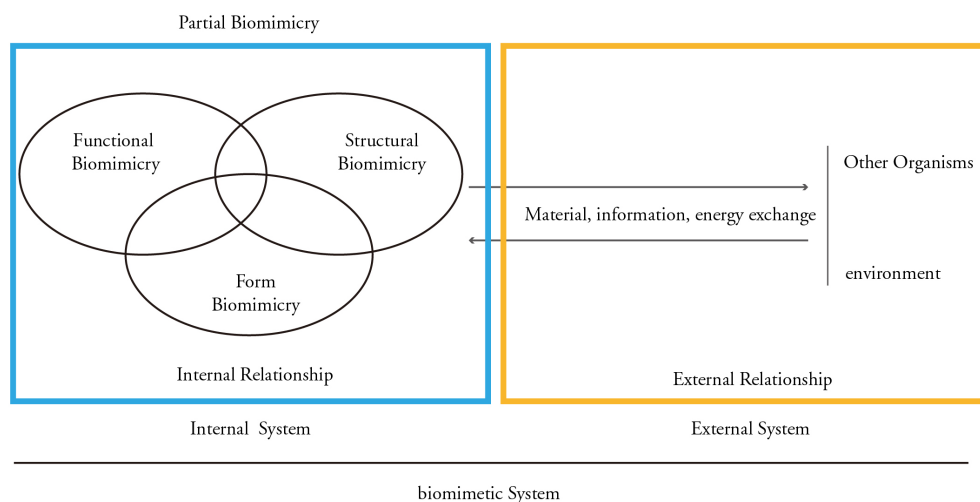 Partial Biomimicry
Functional
Biomimicry
Structural
Biomimicry
Form
Biomimicry
Internal Relationship
Other Organisms
Material, information, energy exchange
environment
External Relationship
Internal System
External System
biomimetic System